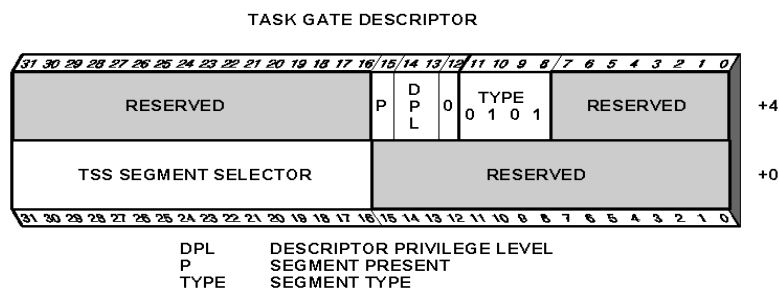 TASK GATE DESCRIPTOR
31 30 29 28 27 26 25 24 23 22 21 20 19 18 17 16 15 14 13 12 11 10 9 8 7 6 5 4 3 2 1 0
RESERVED P DPL 0 TYPE 0 1 0 1 RESERVED +4
TSS SEGMENT SELECTOR RESERVED +0
31 30 29 28 27 26 25 24 23 22 21 20 19 18 17 16 15 14 13 12 11 10 9 8 7 6 5 4 3 2 1 0
DPL DESCRIPTOR PRIVILEGE LEVEL
P SEGMENT PRESENT
TYPE SEGMENT TYPE